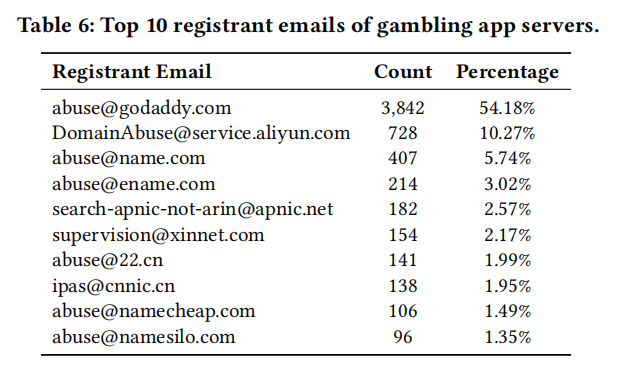 Table 6: Top 10 registrant emails of gambling app servers.
Registrant Email Count Percentage
abuse@godaddy.com 3,842 54.18%
DomainAbuse@service.aliyun.com 728 10.27%
abuse@name.com 407 5.74%
abuse@ename.com 214 3.02%
search-apnic-not-arin@apnic.net 182 2.57%
supervision@xinnet.com 154 2.17%
abuse@22.cn 141 1.99%
ipas@cnnic.cn 138 1.95%
abuse@namecheap.com 106 1.49%
abuse@namesilo.com 96 1.35%